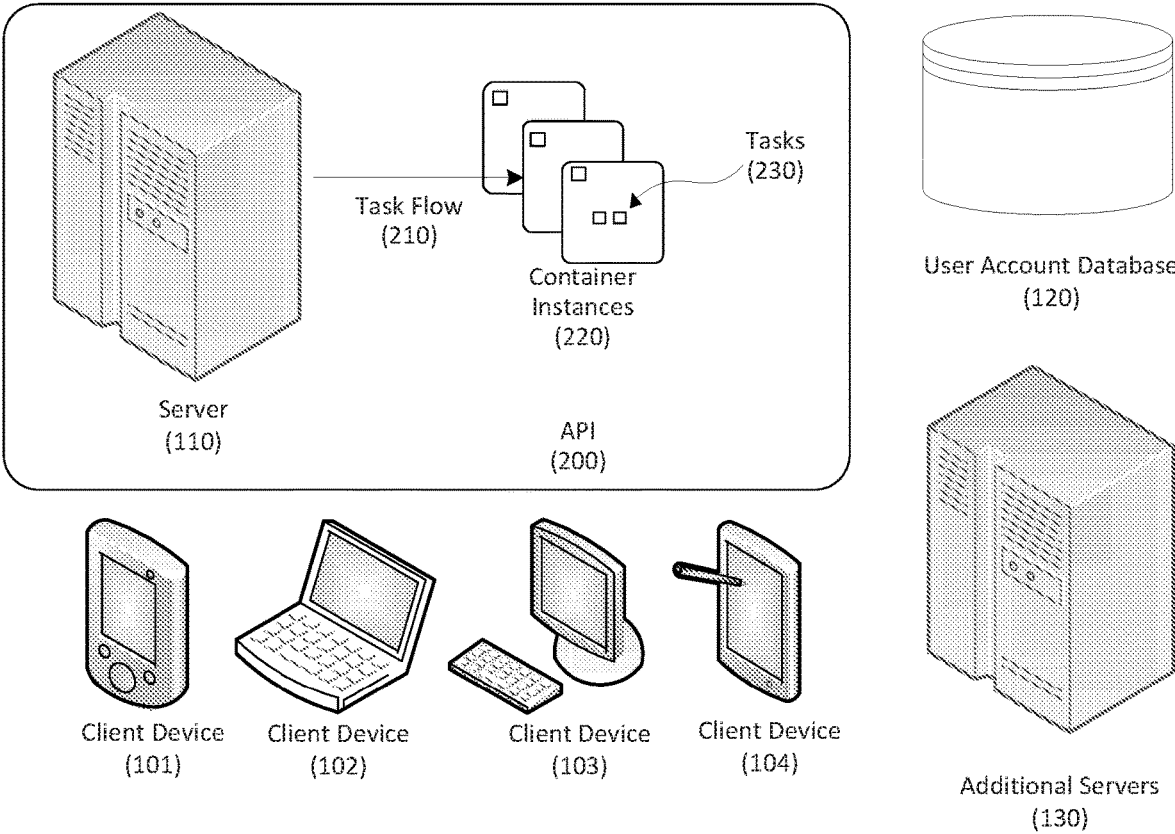 Tasks
(230)
Task Flow
(210)
Container
Instances
(220)
Server
(110)
API
(200)
User Account Database
(120)
Client Device
(101)
Client Device
(102)
Client Device
(103)
Client Device
(104)
Additional Servers
(130)